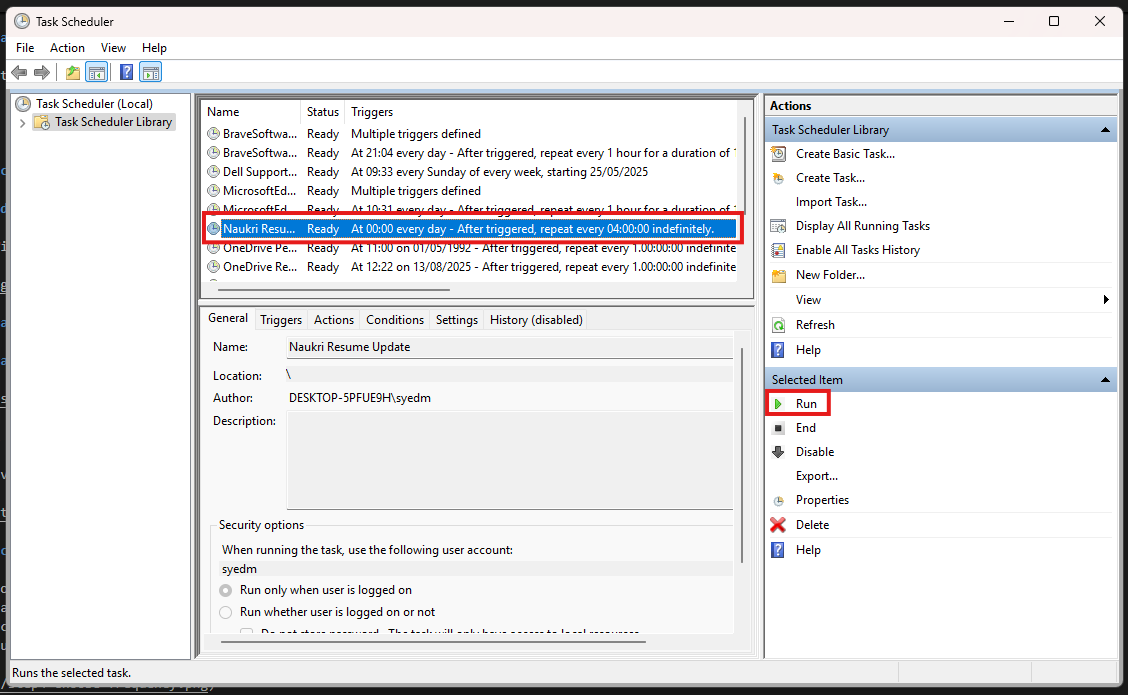 Task Scheduler
File Action View Help
Task Scheduler (Local)
Task Scheduler Library
Name Status Triggers
BraveSoftwa... Ready Multiple triggers defined
BraveSoftwa... Ready At 21:04 every day - After triggered, repeat every 1 hour for a duration of
Dell Support... Ready At 09:33 every Sunday of every week, starting 25/05/2025
MicrosoftEd... Ready Multiple triggers defined
MicrosoftEd... Ready At 10:31 every day - After triggered, repeat every 1 hour for a duration of
Naukri Resu... Ready At 00:00 every day - After triggered, repeat every 04:00:00 indefinitely.
OneDrive Pe... Ready At 11:00 on 01/05/1992 - After triggered, repeat every 1.00:00:00 indefinite
OneDrive Re... Ready At 12:22 on 13/08/2025 - After triggered, repeat every 1.00:00:00 indefinite
General Triggers Actions Conditions Settings History (disabled)
Name: Naukri Resume Update
Location: \
Author: DESKTOP-5PFUE9H\syedm
Description:
Security options
When running the task, use the following user account:
syedm
Run only when user is logged on
Run whether user is logged on or not
Do not store password. The task will only have access to local resources
Actions
Task Scheduler Library
Create Basic Task...
Create Task...
Import Task...
Display All Running Tasks
Enable All Tasks History
New Folder...
View
Refresh
Help
Selected Item
Run
End
Disable
Export...
Properties
Delete
Help
Runs the selected task.